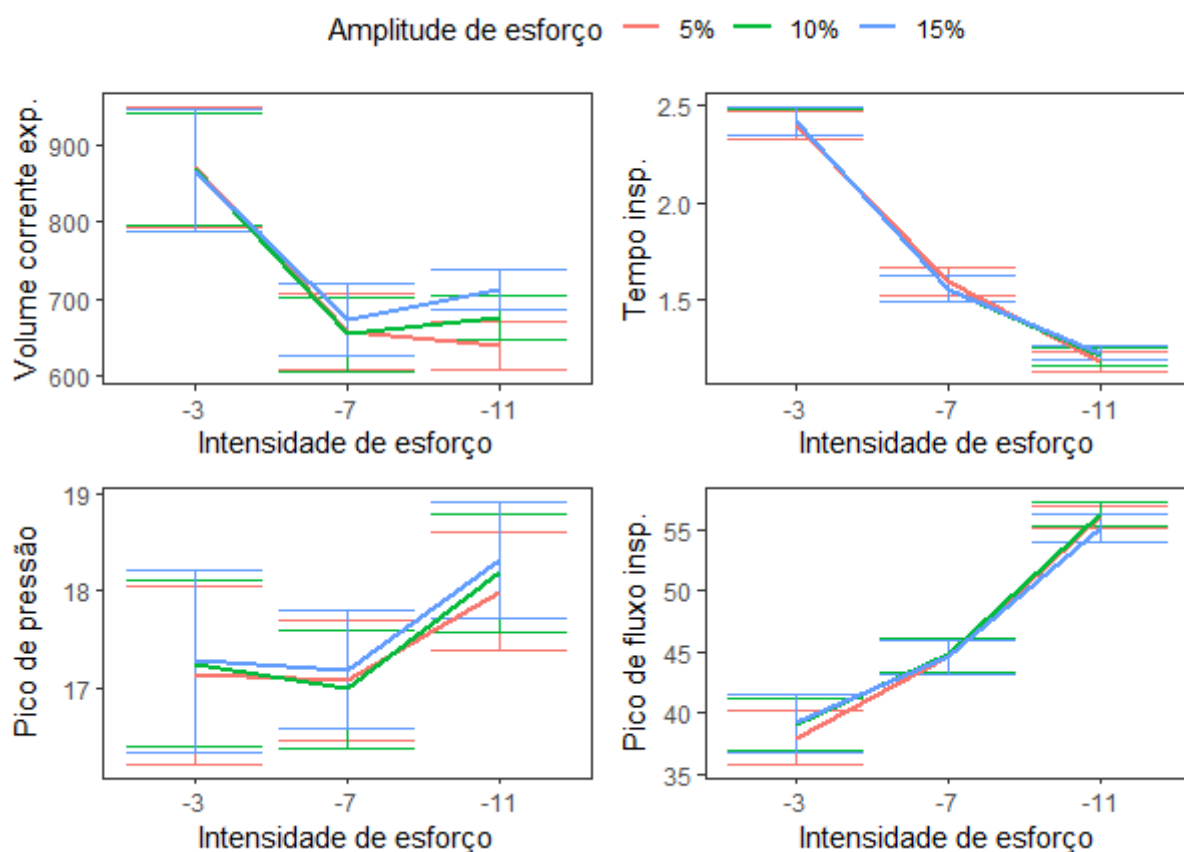 Amplitude de esforço 5% 10% 15%
Volume corrente exp.
900
800
700
600
-3 -7 -11
Intensidade de esforço
Tempo insp.
2.5
2.0
1.5
-3 -7 -11
Intensidade de esforço
Pico de pressão
19
18
17
-3 -7 -11
Intensidade de esforço
Pico de fluxo insp.
55
45
40
35
-3 -7 -11
Intensidade de esforço